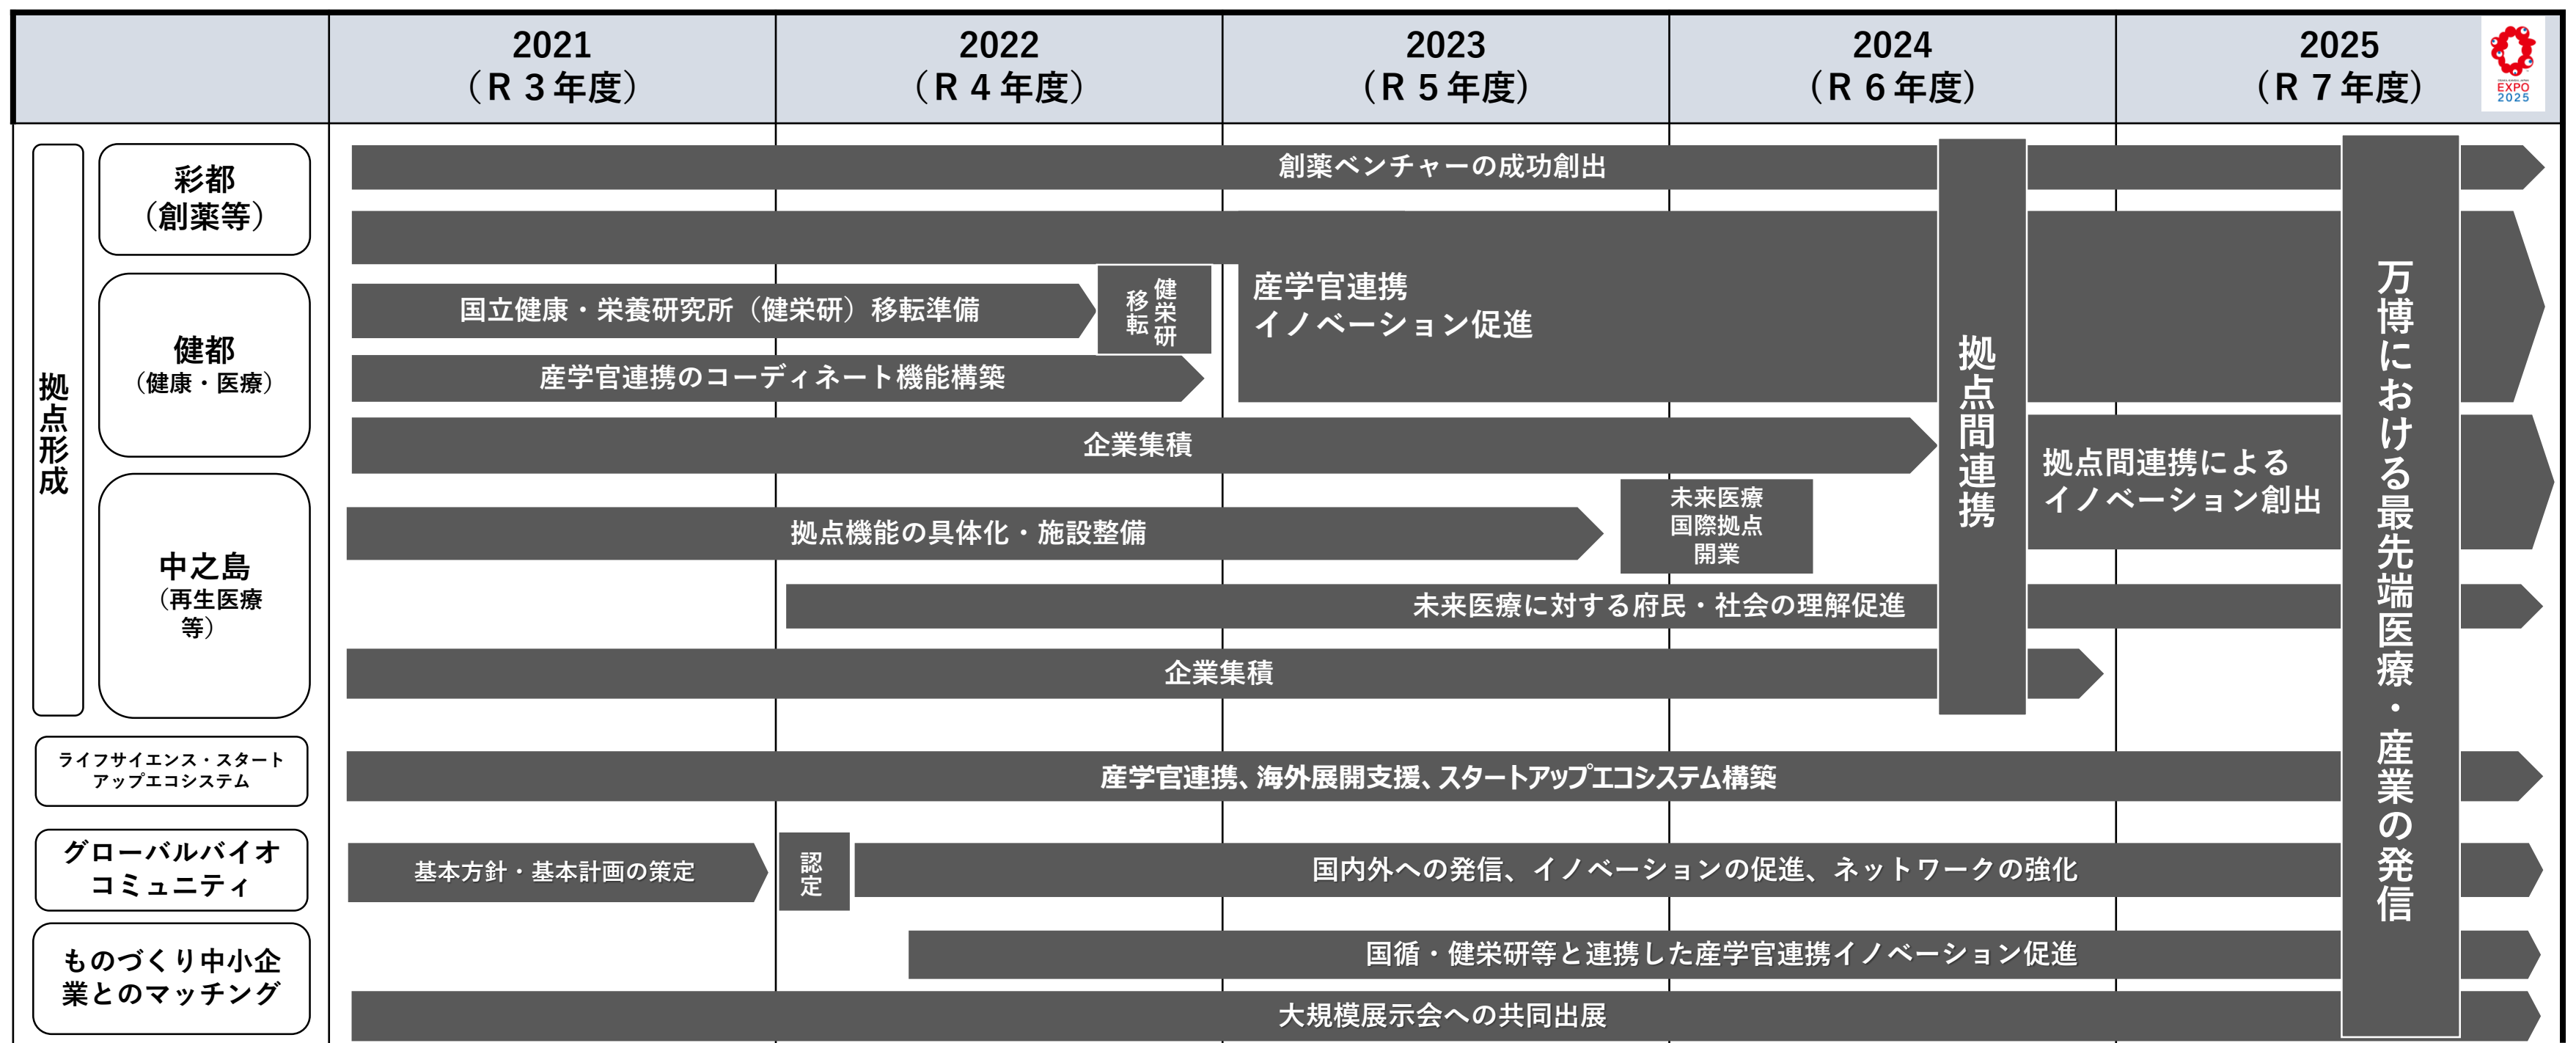 2021
（R３年度）
2022
（R４年度）
2023
（R５年度）
2024
（R６年度）
2025
（R７年度）
EXPO
2025
拠点形成
彩都
（創薬等）
健都
（健康・医療）
中之島
（再生医療
等）
創薬ベンチャーの成功創出
国立健康・栄養研究所（健栄研）移転準備
健栄研
移転
産学官連携
イノベーション促進
産学官連携のコーディネート機能構築
企業集積
拠点間連携
拠点間連携による
イノベーション創出
拠点機能の具体化・施設整備
未来医療
国際拠点
開業
未来医療に対する府民・社会の理解促進
企業集積
万博における最先端医療・産業の発信
ライフサイエンス・スタート
アップエコシステム
産学官連携、海外展開支援、スタートアップエコシステム構築
グローバルバイオ
コミュニティ
基本方針・基本計画の策定
認定
国内外への発信、イノベーションの促進、ネットワークの強化
ものづくり中小企
業とのマッチング
国循・健栄研等と連携した産学官連携イノベーション促進
大規模展示会への共同出展